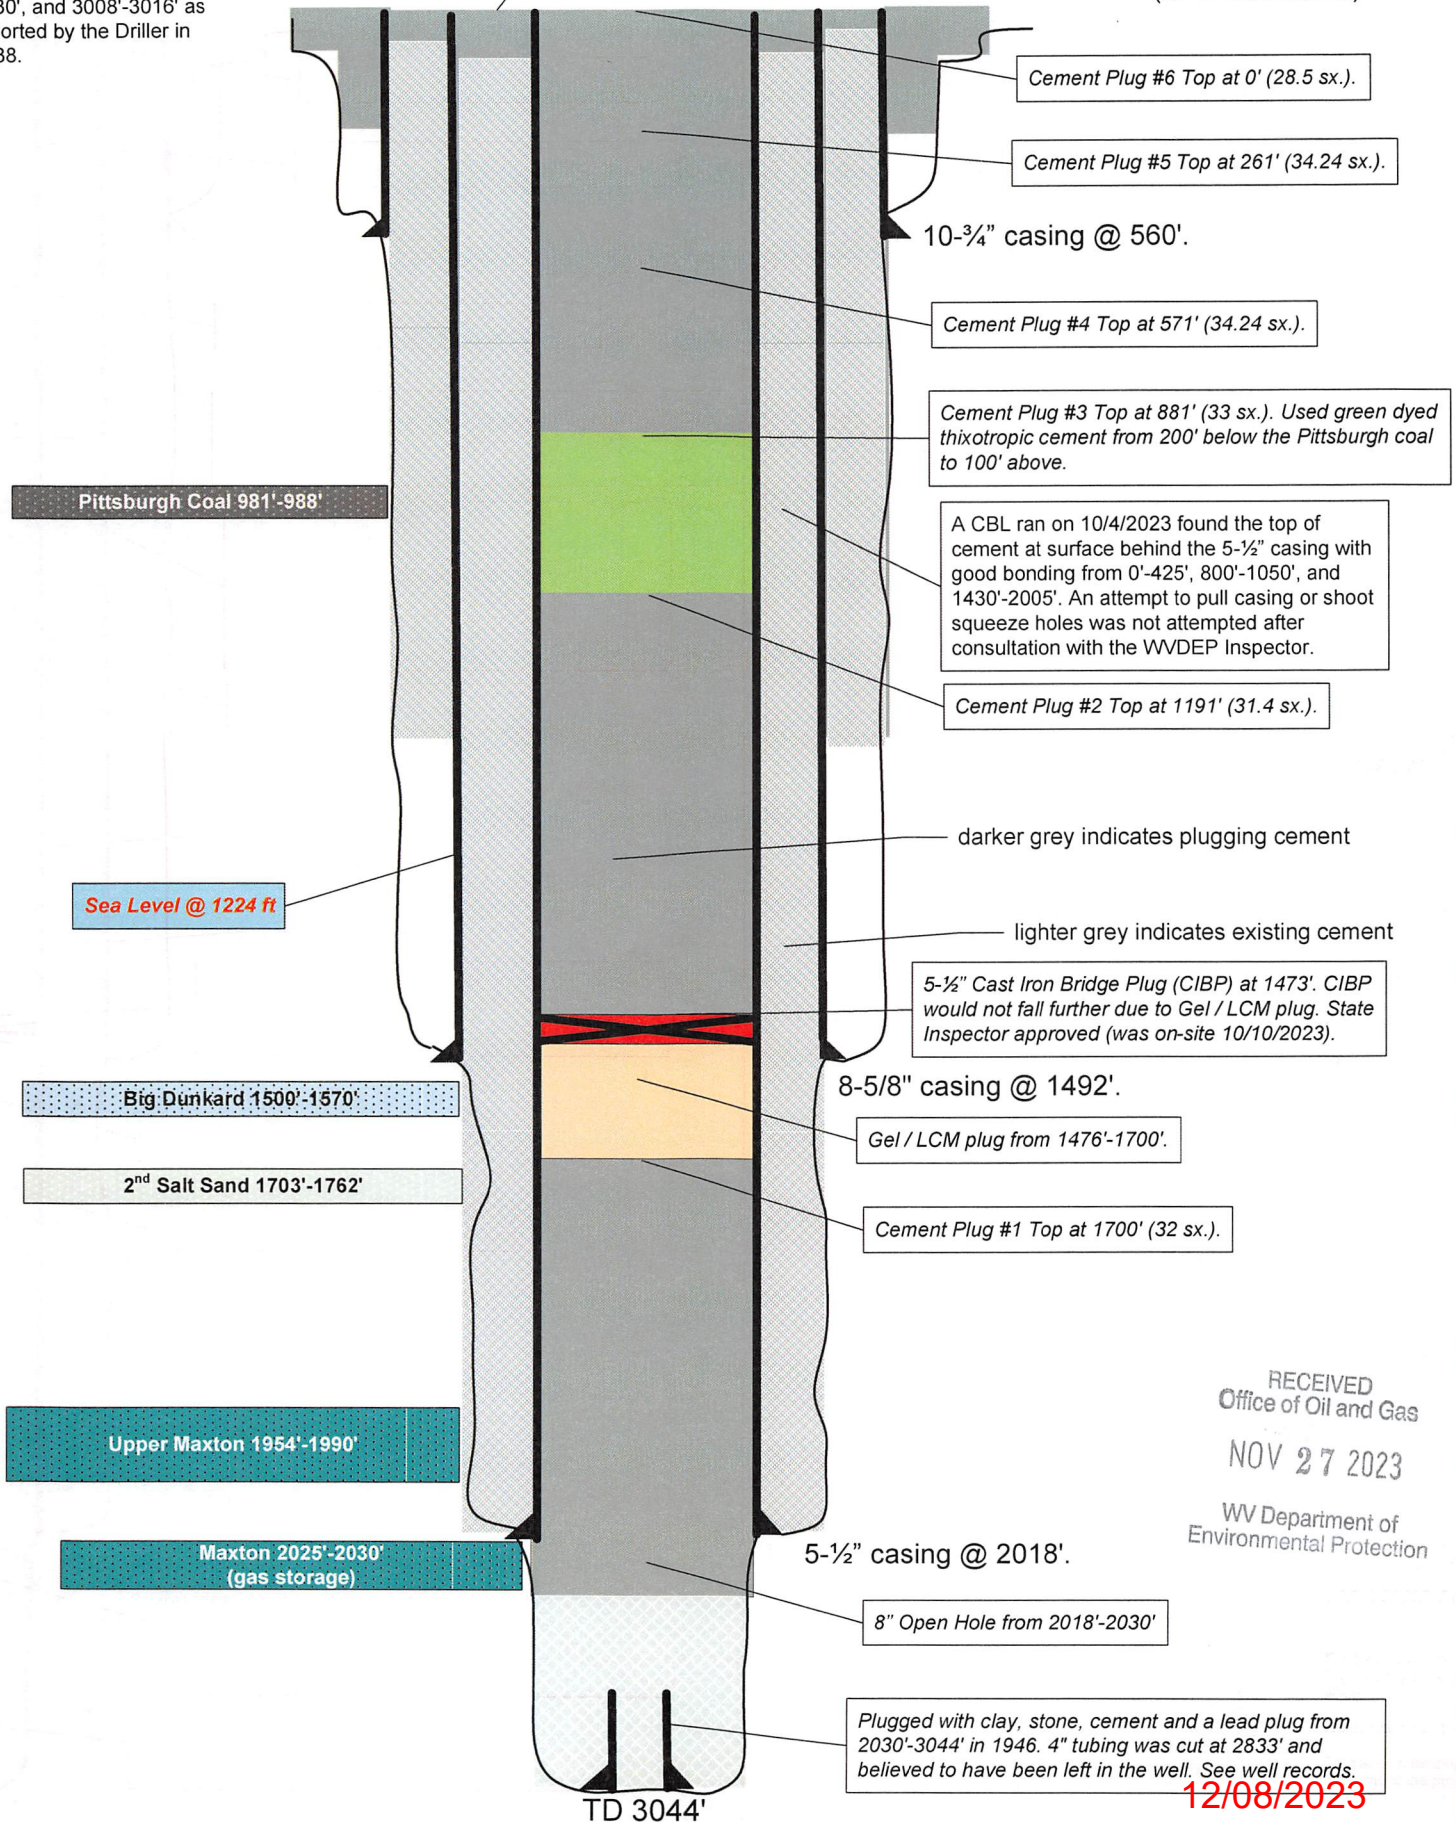 30', and 3008'-3016' as
orted by the Driller in
38.
Cement Plug #6 Top at 0' (28.5 sx.).
Cement Plug #5 Top at 261' (34.24 sx.).
10-¾" casing @ 560'.
Cement Plug #4 Top at 571' (34.24 sx.).
Cement Plug #3 Top at 881' (33 sx.). Used green dyed
thixotropic cement from 200' below the Pittsburgh coal
to 100' above.
Pittsburgh Coal 981'-988'
A CBL ran on 10/4/2023 found the top of
cement at surface behind the 5-½" casing with
good bonding from 0'-425', 800'-1050', and
1430'-2005'. An attempt to pull casing or shoot
squeeze holes was not attempted after
consultation with the WVDEP Inspector.
Cement Plug #2 Top at 1191' (31.4 sx.).
darker grey indicates plugging cement
Sea Level @ 1224 ft
lighter grey indicates existing cement
5-½" Cast Iron Bridge Plug (CIBP) at 1473'. CIBP
would not fall further due to Gel / LCM plug. State
Inspector approved (was on-site 10/10/2023).
8-5/8" casing @ 1492'.
Big Dunkard 1500'-1570'
Gel / LCM plug from 1476'-1700'.
2nd Salt Sand 1703'-1762'
Cement Plug #1 Top at 1700' (32 sx.).
RECEIVED
Office of Oil and Gas
NOV 27 2023
WV Department of
Environmental Protection
Upper Maxton 1954'-1990'
Maxton 2025'-2030'
(gas storage)
5-½" casing @ 2018'.
8" Open Hole from 2018'-2030'
Plugged with clay, stone, cement and a lead plug from
2030'-3044' in 1946. 4" tubing was cut at 2833' and
believed to have been left in the well. See well records.
12/08/2023
TD 3044'